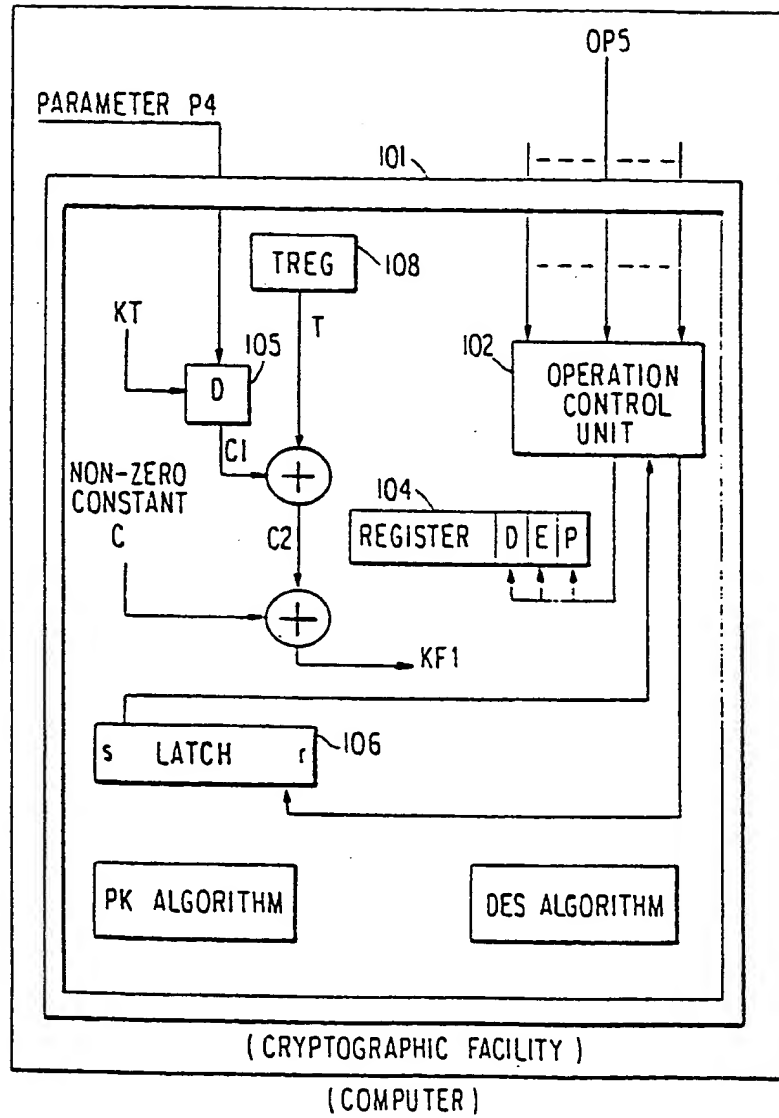 OP5
PARAMETER P4
101
TREG
108
KT
T
105
102
D
OPERATION
CONTROL
UNIT
C1
NON-ZERO
CONSTANT
C
104
C2
REGISTER D E P
KF1
s LATCH r
106
PK ALGORITHM
DES ALGORITHM
(CRYPTOGRAPHIC FACILITY)
(COMPUTER)